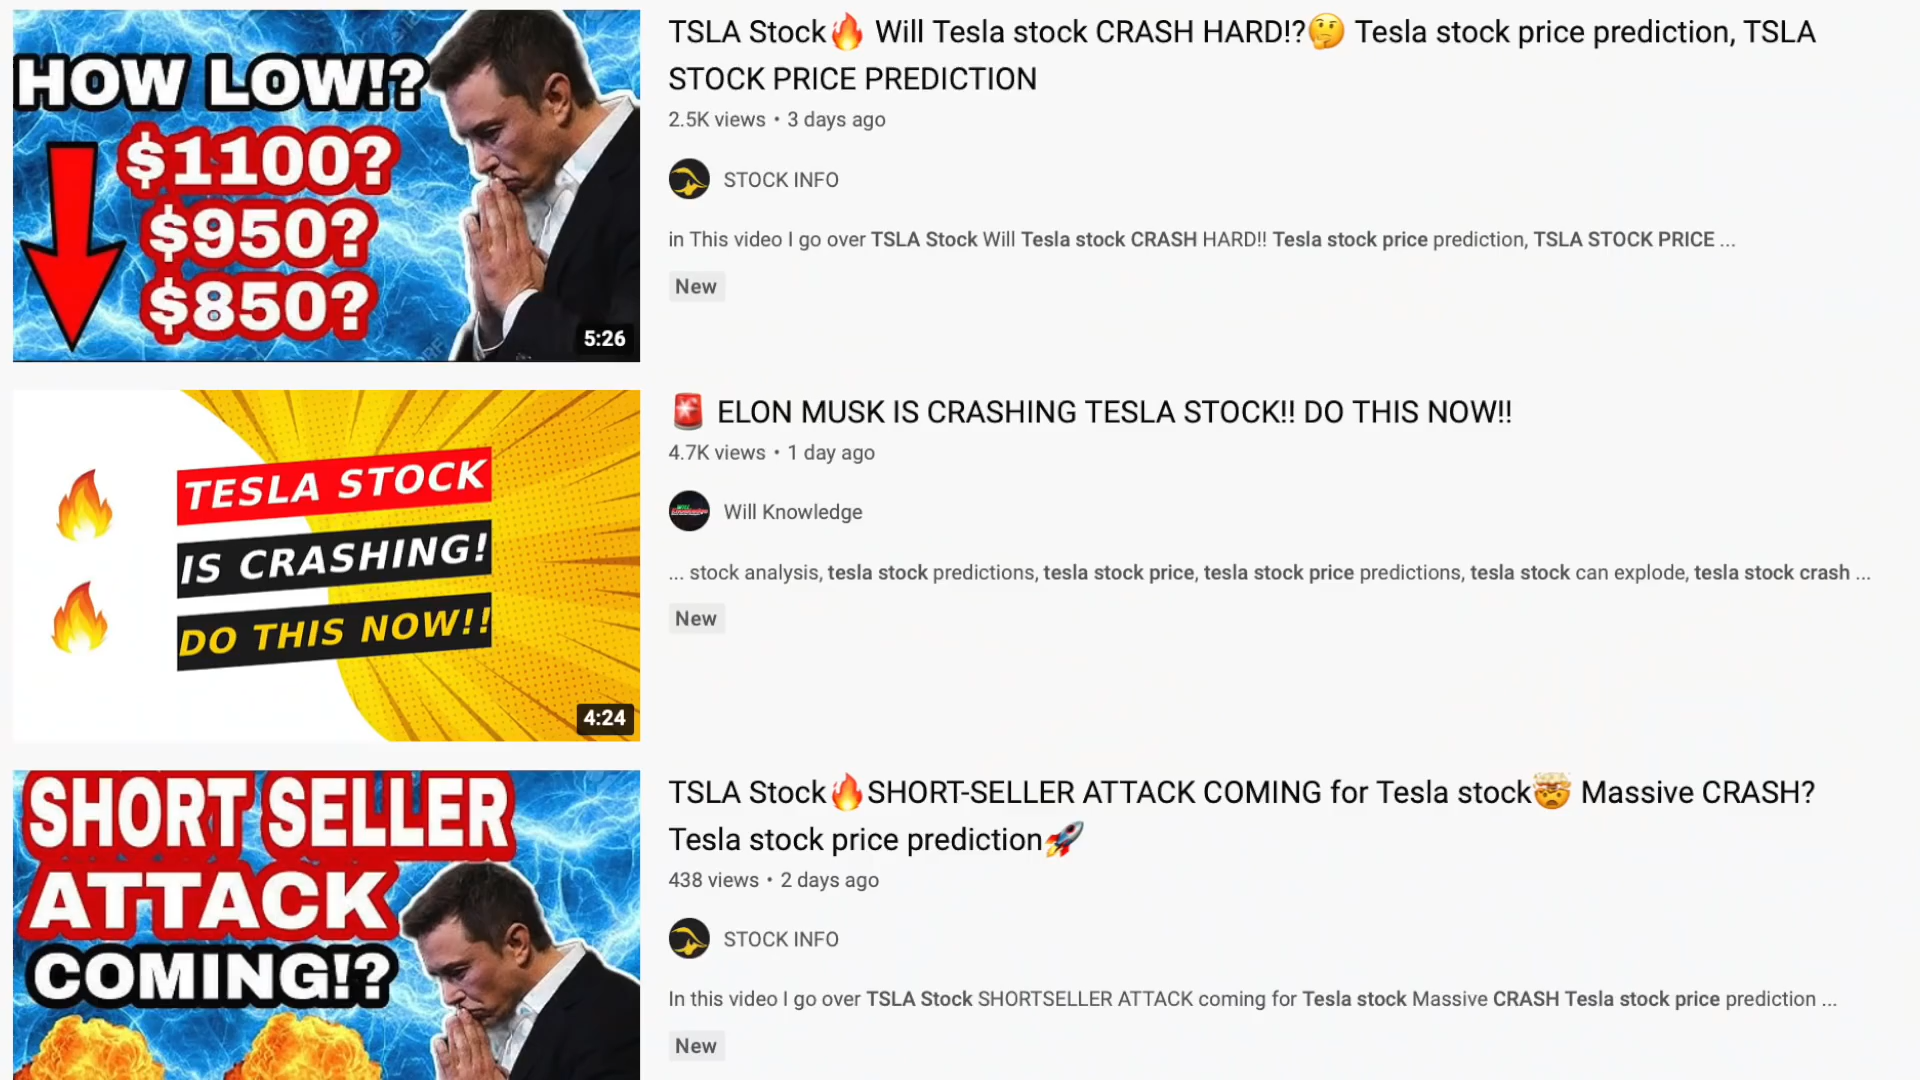 HOW LOW!?
$1100?
$950?
$850?
5:26
TSLA Stock🔥 Will Tesla stock CRASH HARD!?🤔 Tesla stock price prediction, TSLA
STOCK PRICE PREDICTION
2.5K views • 3 days ago
STOCK INFO
in This video I go over TSLA Stock Will Tesla stock CRASH HARD!! Tesla stock price prediction, TSLA STOCK PRICE ...
New
TESLA STOCK
IS CRASHING!
DO THIS NOW!!
4:24
🚨 ELON MUSK IS CRASHING TESLA STOCK!! DO THIS NOW!!
4.7K views • 1 day ago
Will Knowledge
... stock analysis, tesla stock predictions, tesla stock price, tesla stock price predictions, tesla stock can explode, tesla stock crash ...
New
SHORT SELLER
ATTACK
COMING!?
TSLA Stock🔥SHORT-SELLER ATTACK COMING for Tesla stock🤯 Massive CRASH?
Tesla stock price prediction🚀
438 views • 2 days ago
STOCK INFO
In this video I go over TSLA Stock SHORTSELLER ATTACK coming for Tesla stock Massive CRASH Tesla stock price prediction ...
New